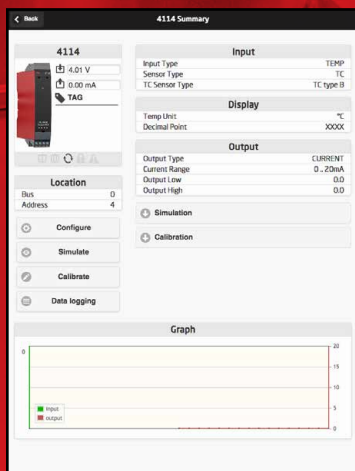 Back
4114 Summary
4114
4.01 V
0.00 mA
TAG
Location
Bus 0
Address 4
Configure
Simulate
Calibrate
Data logging
Input
Input Type TEMP
Sensor Type TC
TC Sensor Type TC type B
Display
Temp Unit °C
Decimal Point XXXX
Output
Output Type CURRENT
Current Range 0..20mA
Output Low 0.0
Output High 0.0
Simulation
Calibration
Graph
0
20
15
10
5
0
input
output